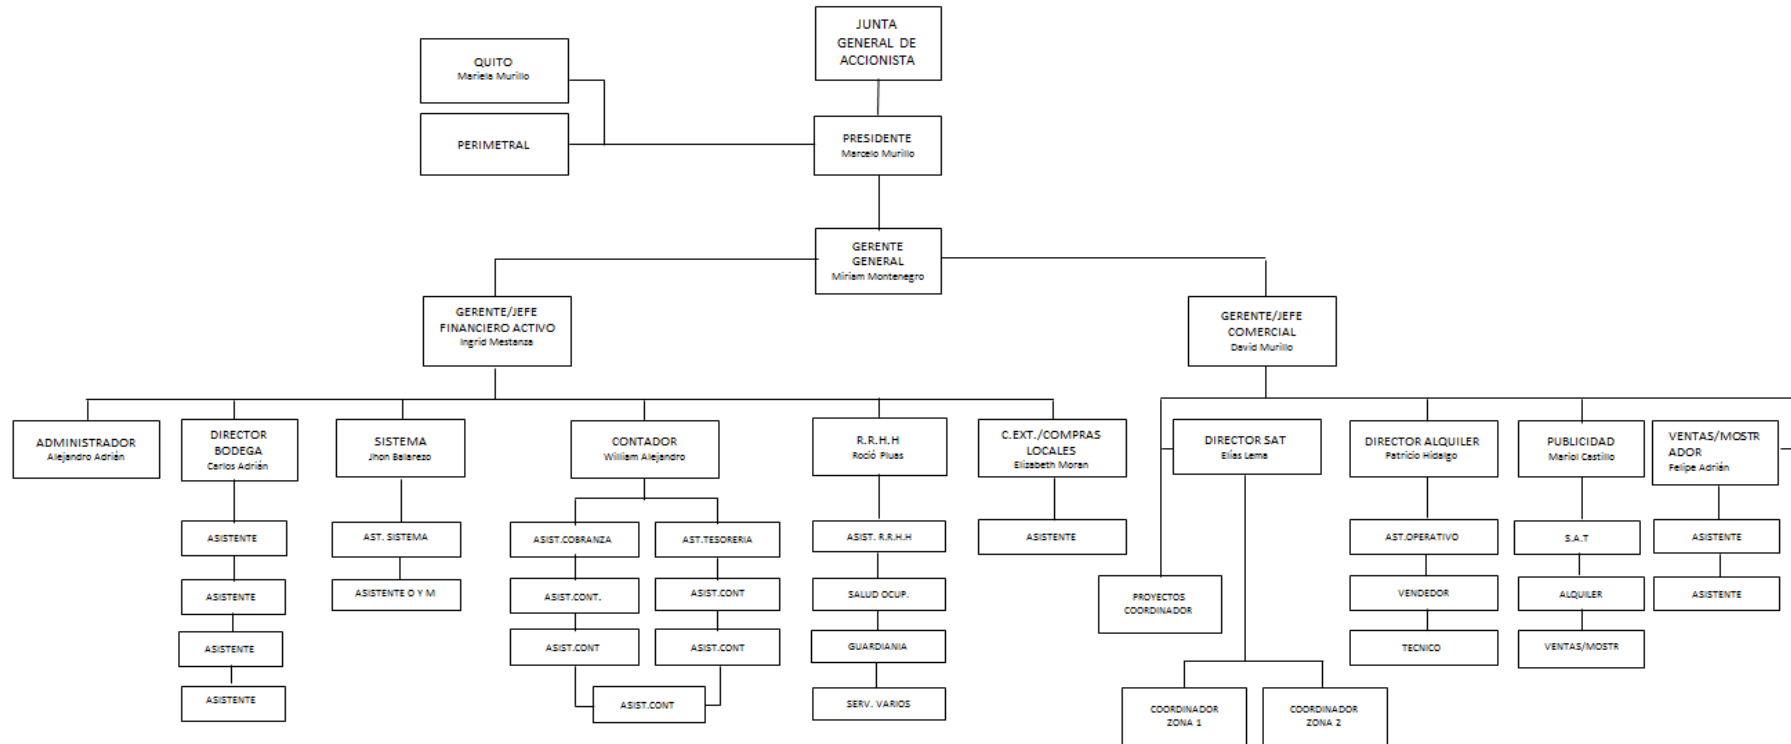 JUNTA
GENERAL DE
ACCIONISTA
QUITO
Mariela Murillo
PERIMETRAL
PRESIDENTE
Marcelo Murillo
GERENTE
GENERAL
Miriam Montenegro
GERENTE/JEFE
FINANCIERO ACTIVO
Ingrid Mestanza
GERENTE/JEFE
COMERCIAL
David Murillo
ADMINISTRADOR
Alejandro Adrián
DIRECTOR
BODEGA
Carlos Adrián
SISTEMA
Jhon Balarezo
CONTADOR
William Alejandro
R.R.H.H
Roció Pluas
C.EXT./COMPRAS
LOCALES
Elizabeth Moran
DIRECTOR SAT
Elías Lema
DIRECTOR ALQUILER
Patricio Hidalgo
PUBLICIDAD
Mariol Castillo
VENTAS/MOSTR
ADOR
Felipe Adrián
ASISTENTE
ASISTENTE
ASISTENTE
ASISTENTE
AST. SISTEMA
ASISTENTE O Y M
ASIST.COBRANZA
AST.TESORERIA
ASIST.CONT.
ASIST.CONT
ASIST.CONT
ASIST.CONT
ASIST.CONT
ASIST. R.R.H.H
SALUD OCUP.
GUARDIANIA
SERV. VARIOS
ASISTENTE
PROYECTOS
COORDINADOR
COORDINADOR
ZONA 1
COORDINADOR
ZONA 2
AST.OPERATIVO
VENDEDOR
TECNICO
S.A.T
ALQUILER
VENTAS/MOSTR
ASISTENTE
ASISTENTE